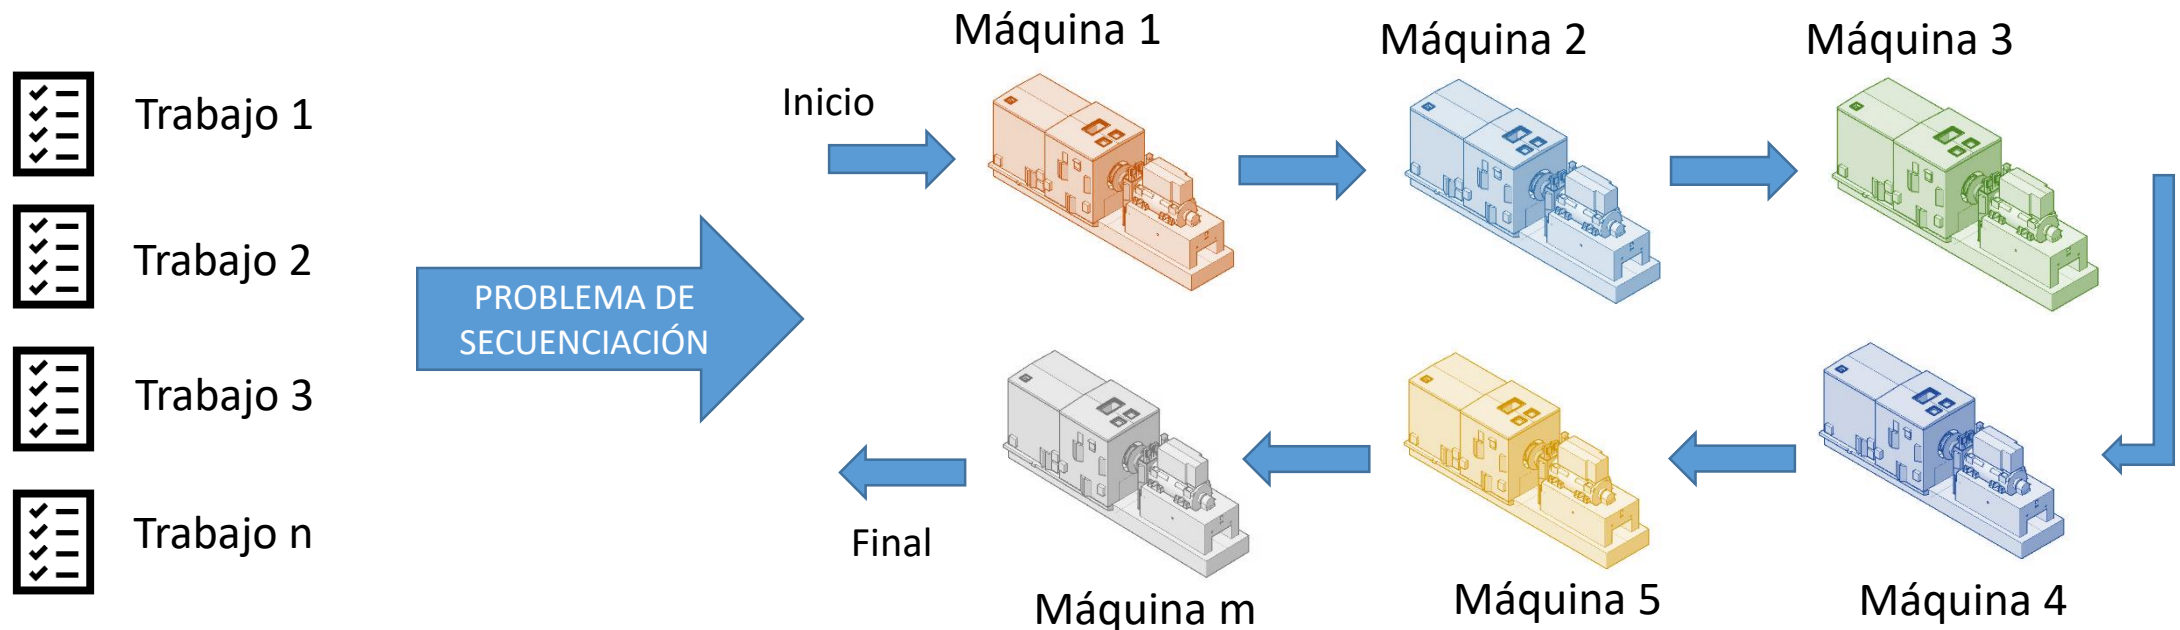 Trabajo 1
Trabajo 2
Trabajo 3
Trabajo n
PROBLEMA DE
SECUENCIACIÓN
Inicio
Máquina 1
Máquina 2
Máquina 3
Máquina 4
Máquina 5
Máquina m
Final